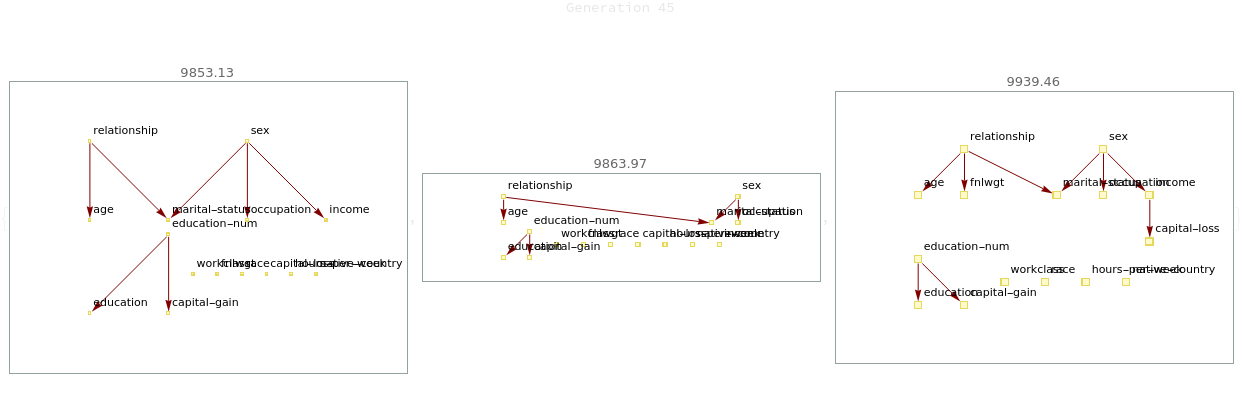 Generation 45
9853.13
relationship
sex
age
marital-status
occupation
income
education-num
workclass
fnlwgt
race
capital-loss
hours-per-week
native-country
education
capital-gain
9863.97
relationship
sex
age
marital-status
occupation
education-num
workclass
fnlwgt
race
capital-loss
hours-per-week
native-country
income
education
capital-gain
9939.46
relationship
sex
age
fnlwgt
marital-status
occupation
income
capital-loss
education-num
workclass
race
hours-per-week
native-country
education
capital-gain